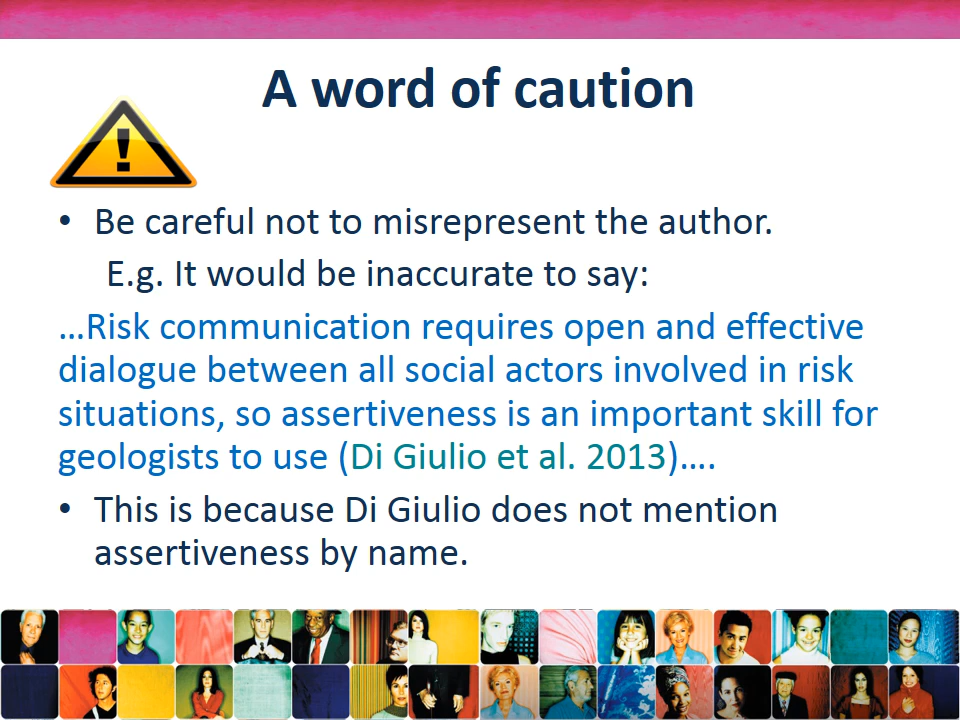 A word of caution
!
• Be careful not to misrepresent the author.
E.g. It would be inaccurate to say:
…Risk communication requires open and effective
dialogue between all social actors involved in risk
situations, so assertiveness is an important skill for
geologists to use (Di Giulio et al. 2013)….
• This is because Di Giulio does not mention
assertiveness by name.